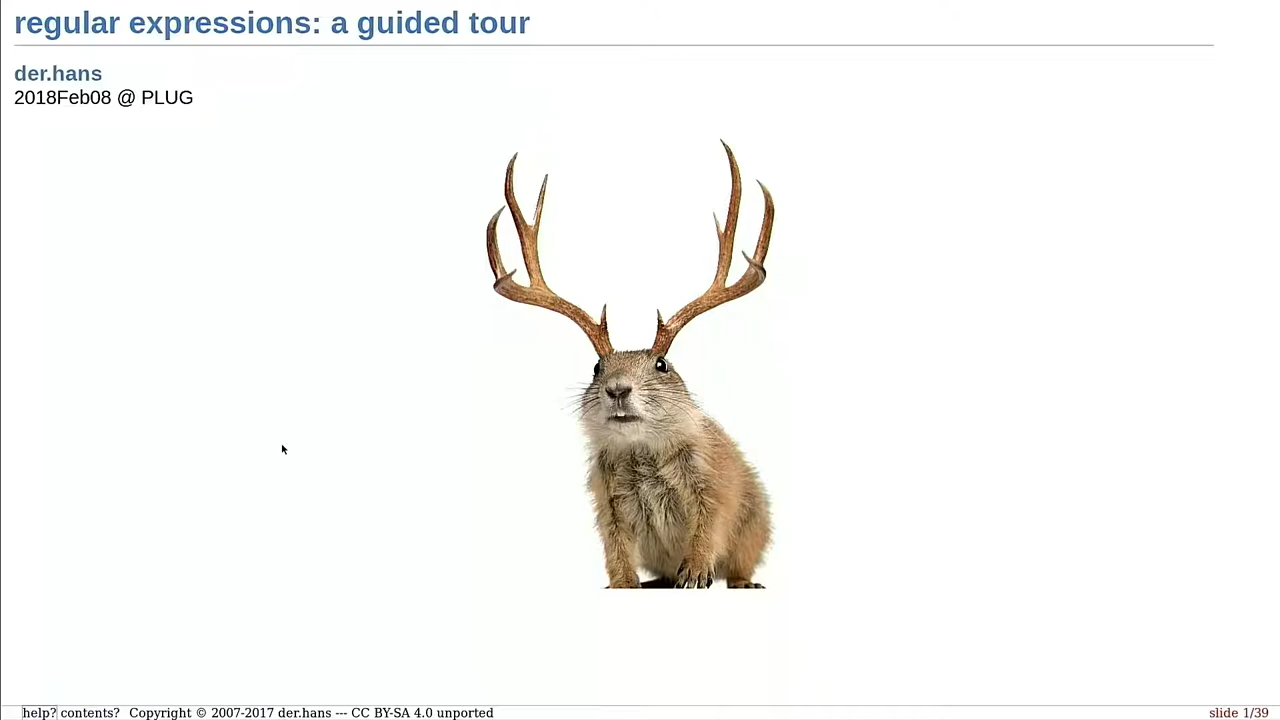 regular expressions: a guided tour
der.hans
2018Feb08 @ PLUG
help? contents? Copyright © 2007-2017 der.hans --- CC BY-SA 4.0 unported
slide 1/39